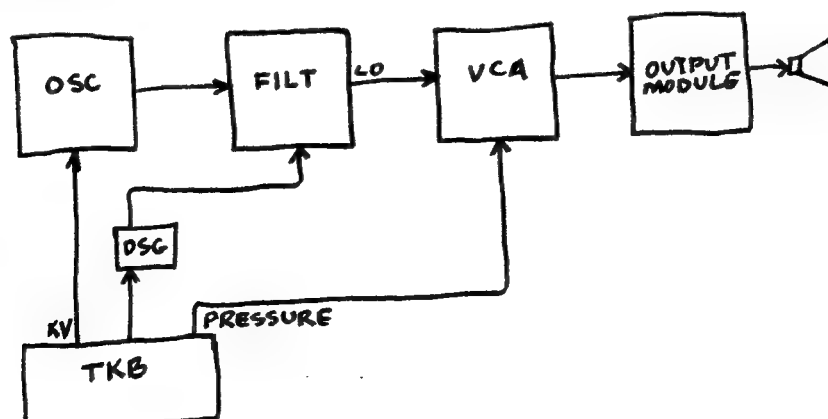 OSC
FILT
LO
VCA
OUTPUT
MODULE
DSG
KV
PRESSURE
TKB